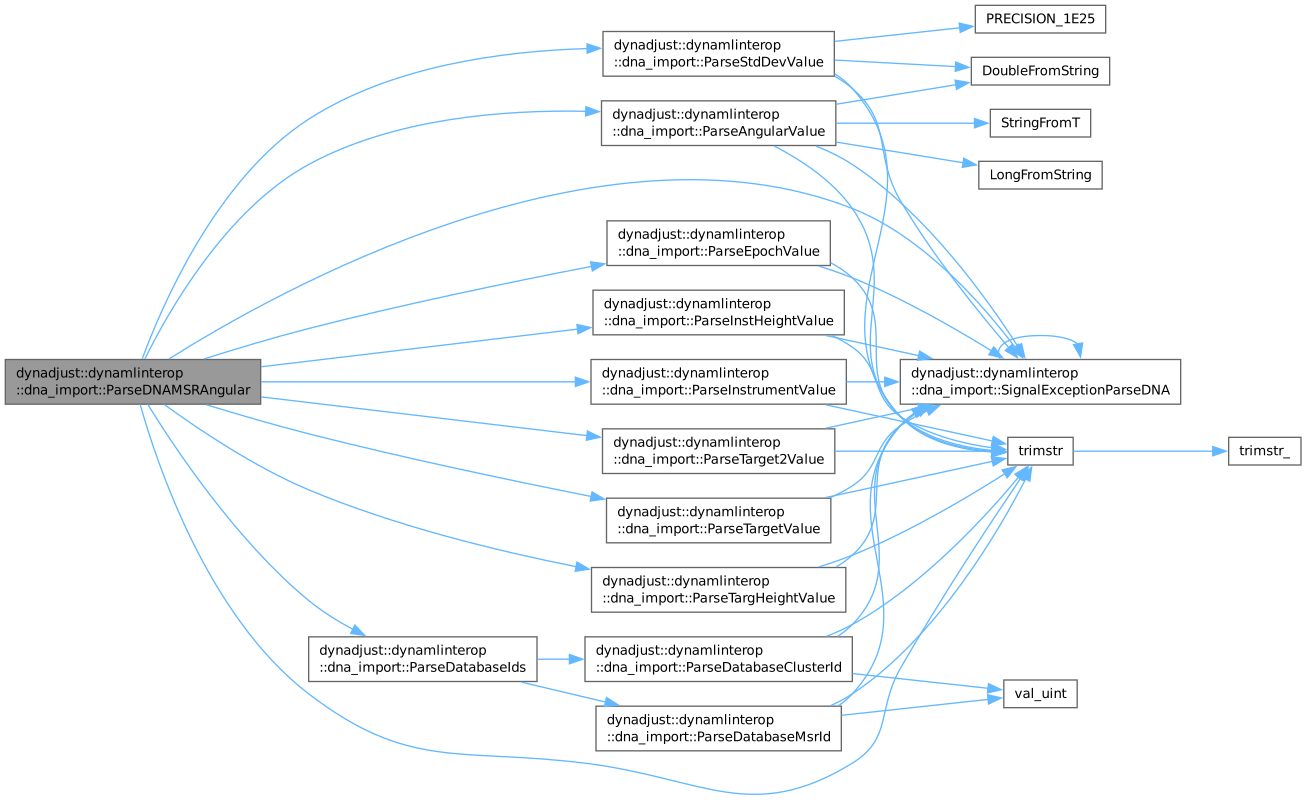 PRECISION_1E25
dynadjust::dynamlinterop
::dna_import::ParseStdDevValue
DoubleFromString
dynadjust::dynamlinterop
::dna_import::ParseAngularValue
StringFromT
LongFromString
dynadjust::dynamlinterop
::dna_import::ParseEpochValue
dynadjust::dynamlinterop
::dna_import::ParseInstHeightValue
dynadjust::dynamlinterop
::dna_import::ParseDNAMSRAngular
dynadjust::dynamlinterop
::dna_import::ParseInstrumentValue
dynadjust::dynamlinterop
::dna_import::SignalExceptionParseDNA
dynadjust::dynamlinterop
::dna_import::ParseTarget2Value
trimstr
trimstr_
dynadjust::dynamlinterop
::dna_import::ParseTargetValue
dynadjust::dynamlinterop
::dna_import::ParseTargHeightValue
dynadjust::dynamlinterop
::dna_import::ParseDatabaseIds
dynadjust::dynamlinterop
::dna_import::ParseDatabaseClusterId
val_uint
dynadjust::dynamlinterop
::dna_import::ParseDatabaseMsrId